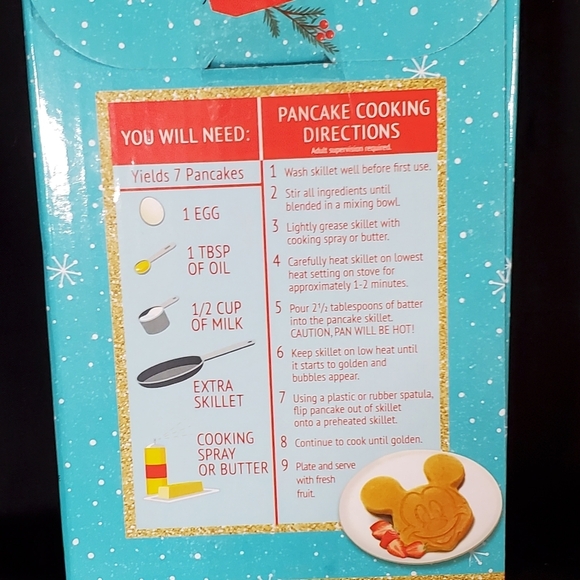 YOU WILL NEED:
Yields 7 Pancakes
1 EGG
1 TBSP
OF OIL
1/2 CUP
OF MILK
EXTRA
SKILLET
COOKING
SPRAY
OR BUTTER
PANCAKE COOKING
DIRECTIONS
Adult supervision required.
1 Wash skillet well before first use.
2 Stir all ingredients until
blended in a mixing bowl.
3 Lightly grease skillet with
cooking spray or butter.
4 Carefully heat skillet on lowest
heat setting on stove for
approximately 1-2 minutes.
5 Pour 2 1/2 tablespoons of batter
into the pancake skillet.
CAUTION, PAN WILL BE HOT!
6 Keep skillet on low heat until
it starts to golden and
bubbles appear.
7 Using a plastic or rubber spatula,
flip pancake out of skillet
onto a preheated skillet.
8 Continue to cook until golden.
9 Plate and serve
with fresh
fruit.